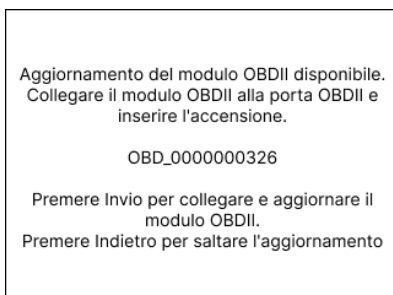 Aggiornamento del modulo OBDII disponibile.
Collegare il modulo OBDII alla porta OBDII e
inserire l'accensione.
OBD_0000000326
Premere Invio per collegare e aggiornare il
modulo OBDII.
Premere Indietro per saltare l'aggiornamento